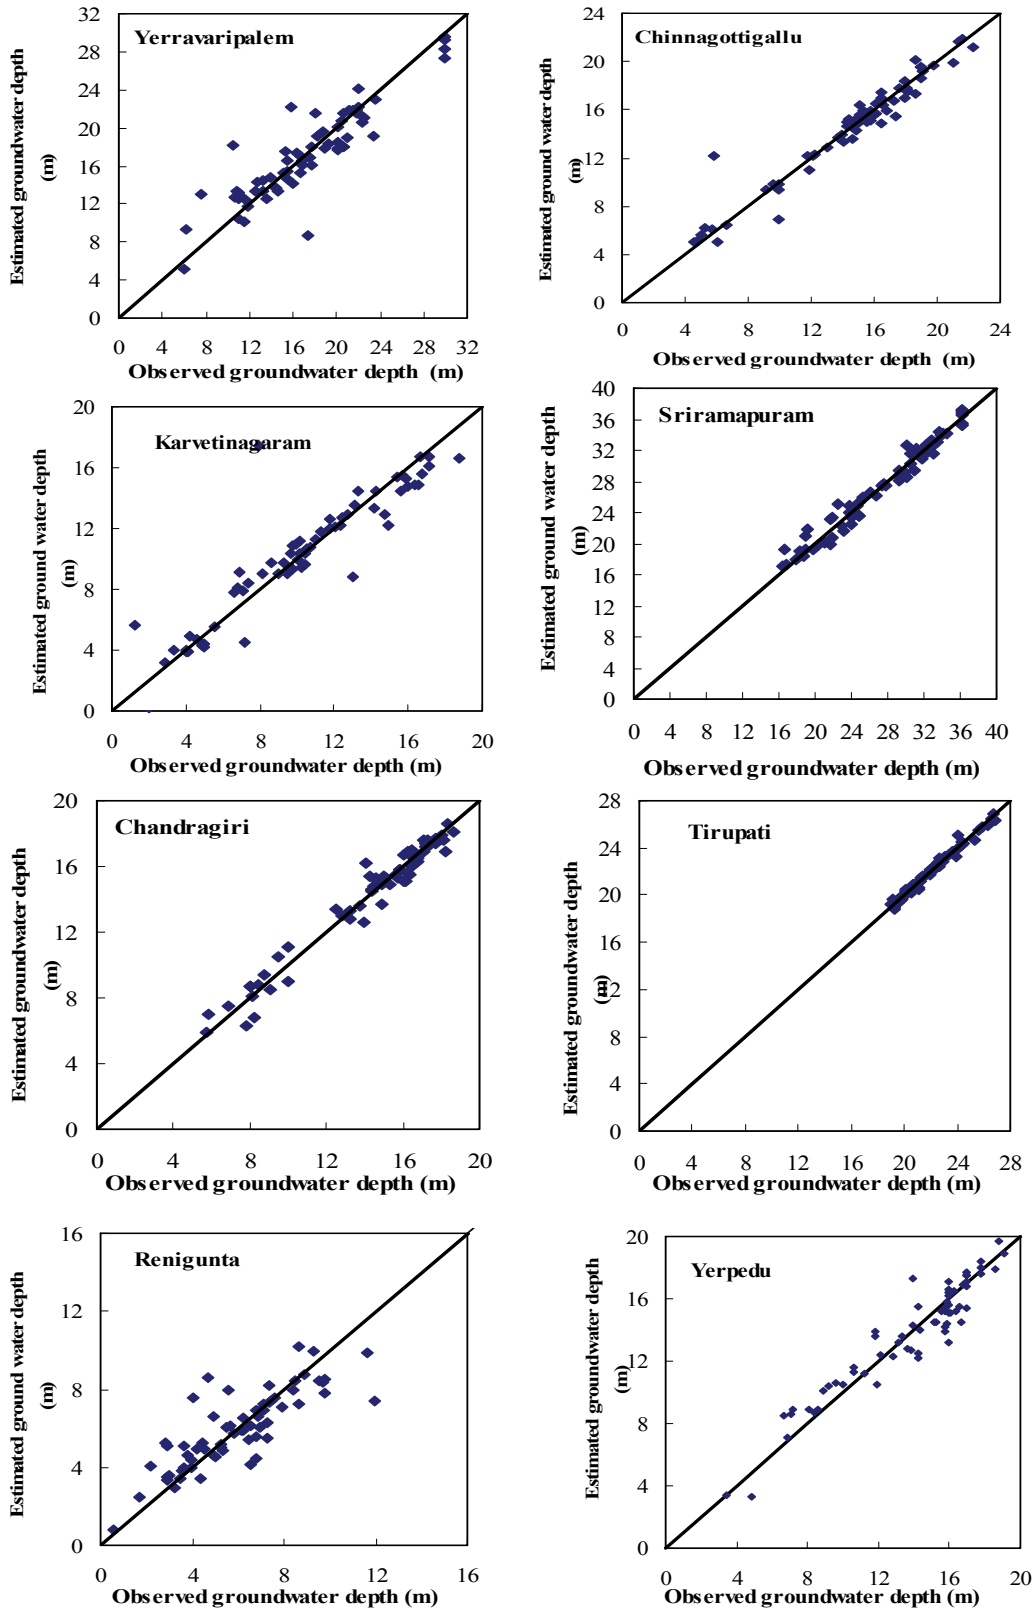 Yerravaripalem
Estimated ground water depth
(m)
32
28
24
20
16
12
8
4
0
0 4 8 12 16 20 24 28 32
Observed groundwater depth (m)
Chinnagottigallu
Estimated ground water depth
(m)
24
20
16
12
8
4
0
0 4 8 12 16 20 24
Observed groundwater depth (m)
Karvetinagaram
Estimated ground water depth
(m)
20
16
12
8
4
0
0 4 8 12 16 20
Observed groundwater depth (m)
Sriramapuram
Estimated ground water depth
(m)
40
36
32
28
24
20
16
12
8
4
0
0 4 8 12 16 20 24 28 32 36 40
Observed groundwater depth (m)
Chandragiri
Estimated groundwater depth
(m)
20
16
12
8
4
0
0 4 8 12 16 20
Observed groundwater depth (m)
Tirupati
Estimated groundwater depth
(m)
28
24
20
16
12
8
4
0
0 4 8 12 16 20 24 28
Observed groundwater depth (m)
Renigunta
Estimated ground water depth
(m)
16
12
8
4
0
0 4 8 12 16
Observed groundwater depth (m)
Yerpedu
Estimated groundwater depth
(m)
20
16
12
8
4
0
0 4 8 12 16 20
Observed groundwater depth (m)